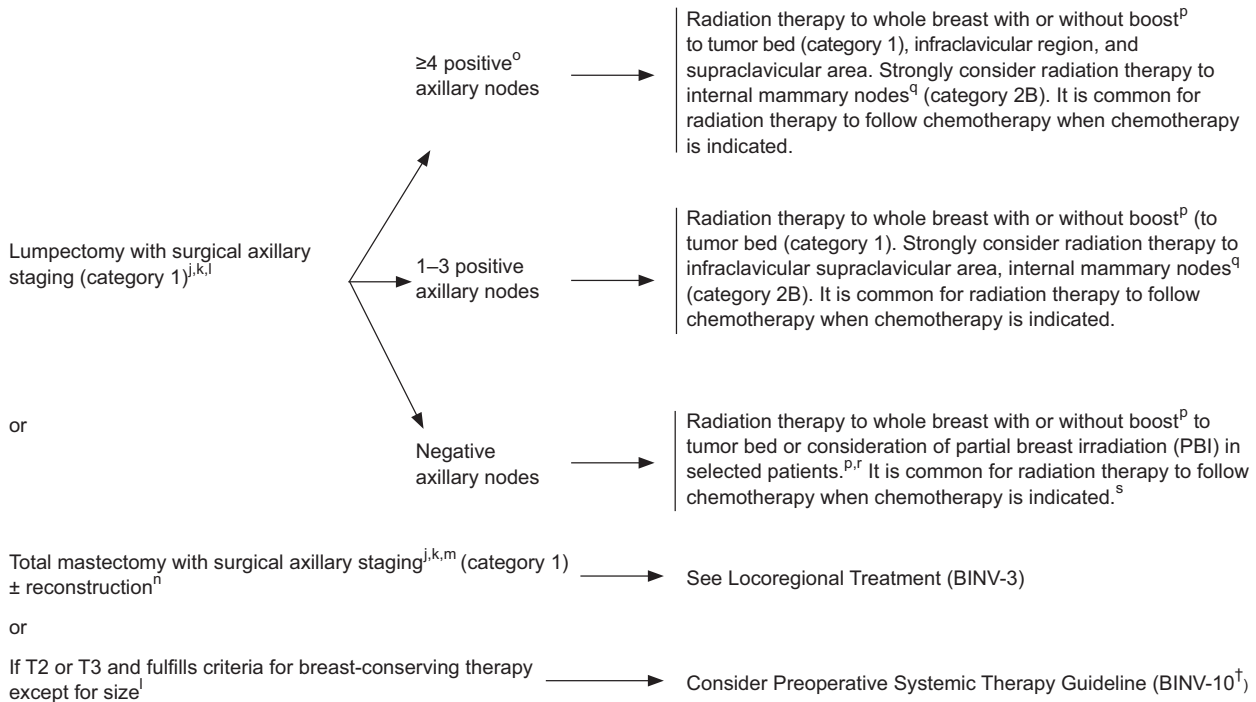 ≥4 positive^o
axillary nodes
Radiation therapy to whole breast with or without boost^p
to tumor bed (category 1), infraclavicular region, and
supraclavicular area. Strongly consider radiation therapy to
internal mammary nodes^q (category 2B). It is common for
radiation therapy to follow chemotherapy when chemotherapy
is indicated.
Lumpectomy with surgical axillary
staging (category 1)^j,k,l
1–3 positive
axillary nodes
Radiation therapy to whole breast with or without boost^p (to
tumor bed (category 1). Strongly consider radiation therapy to
infraclavicular supraclavicular area, internal mammary nodes^q
(category 2B). It is common for radiation therapy to follow
chemotherapy when chemotherapy is indicated.
or
Negative
axillary nodes
Radiation therapy to whole breast with or without boost^p to
tumor bed or consideration of partial breast irradiation (PBI) in
selected patients.^p,r It is common for radiation therapy to follow
chemotherapy when chemotherapy is indicated.^s
Total mastectomy with surgical axillary staging^j,k,m (category 1)
± reconstruction^n
See Locoregional Treatment (BINV-3)
or
If T2 or T3 and fulfills criteria for breast-conserving therapy
except for size^l
Consider Preoperative Systemic Therapy Guideline (BINV-10^†)